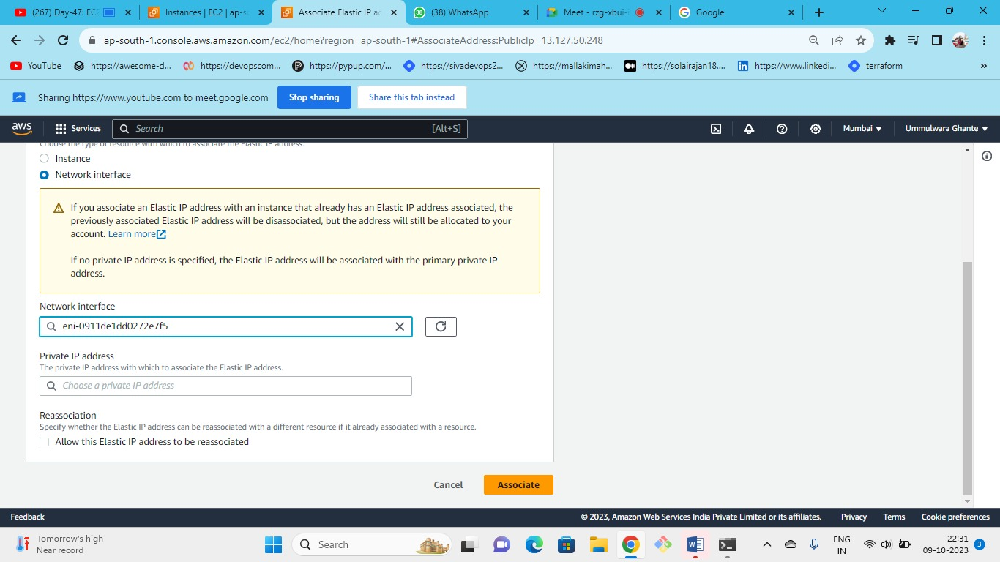 (267) Day-47: EC
Instances | EC2 | ap-s
Associate Elastic IP a
(38) WhatsApp
Meet - rzg-xbui-
Google
ap-south-1.console.aws.amazon.com/ec2/home?region=ap-south-1#AssociateAddress:PublicIp=13.127.50.248
YouTube
https://awesome-d...
https://devopscom...
https://pypup.com/...
https://sivadevops2...
https://mallakimah...
https://solairajan18....
https://www.linkedi...
terraform
»
Sharing https://www.youtube.com to meet.google.com
Stop sharing
Share this tab instead
aws
Services
Search
[Alt+S]
Mumbai
Ummulwara Ghante
Choose the type of resource with which to associate the Elastic IP address.
Instance
Network interface
If you associate an Elastic IP address with an instance that already has an Elastic IP address associated, the
previously associated Elastic IP address will be disassociated, but the address will still be allocated to your
account. Learn more
If no private IP address is specified, the Elastic IP address will be associated with the primary private IP
address.
Network interface
eni-0911de1dd0272e7f5
Private IP address
The private IP address with which to associate the Elastic IP address.
Choose a private IP address
Reassociation
Specify whether the Elastic IP address can be reassociated with a different resource if it already associated with a resource.
Allow this Elastic IP address to be reassociated
Cancel
Associate
Feedback
© 2023, Amazon Web Services India Private Limited or its affiliates.
Privacy
Terms
Cookie preferences
Tomorrow's high
Near record
Search
ENG
IN
22:31
09-10-2023
3